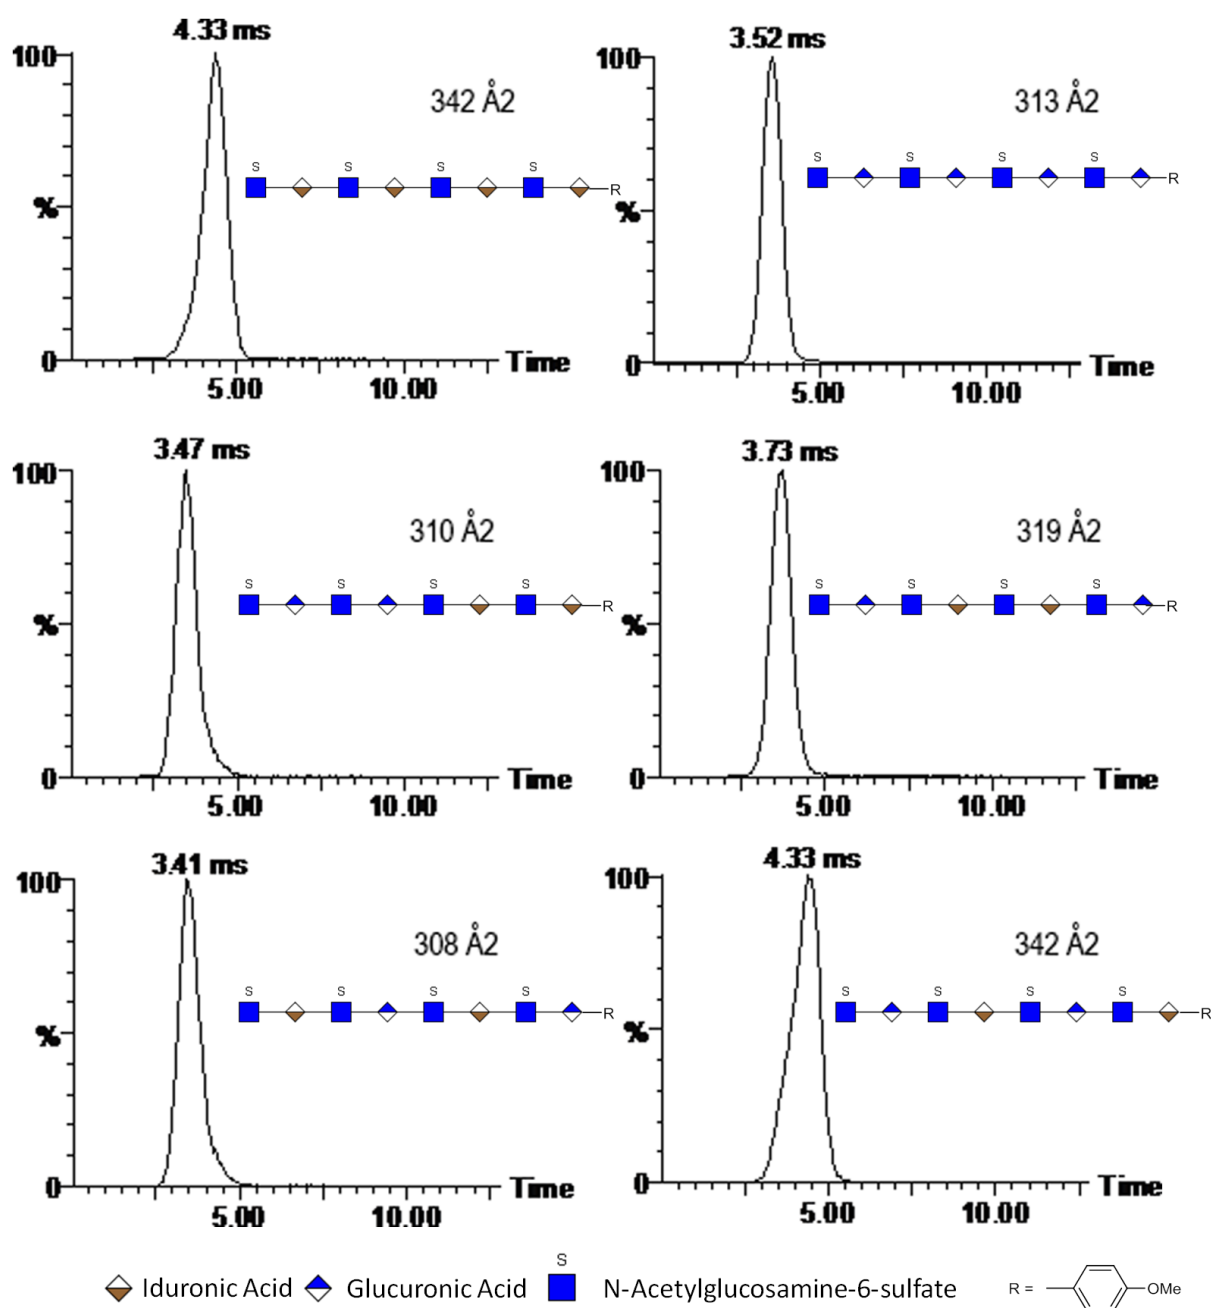 4.33 ms
100
342 Å2
S S S S
R
%
0
5.00 10.00
Time
3.52 ms
100
313 Å2
S S S S
R
%
0
5.00 10.00
Time
3.47 ms
100
310 Å2
S S S S
R
%
0
5.00 10.00
Time
3.73 ms
100
319 Å2
S S S S
R
%
0
5.00 10.00
Time
3.41 ms
100
308 Å2
S S S S
R
%
0
5.00 10.00
Time
4.33 ms
100
342 Å2
S S S S
R
%
0
5.00 10.00
Time
Iduronic Acid Glucuronic Acid S N-Acetylglucosamine-6-sulfate R = OMe